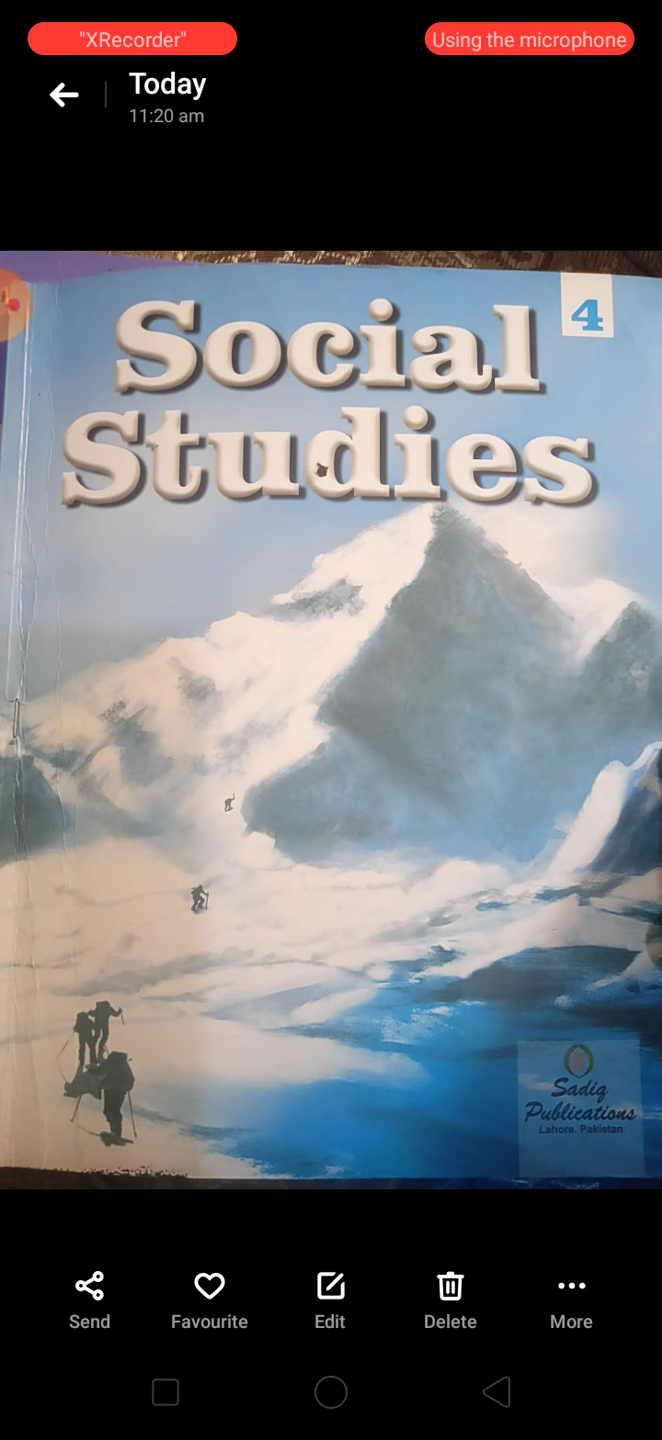 "XRecorder"
Using the microphone
Today
11:20 am
4
Social
Studies
Sadiq
Publications
Lahore. Pakistan
Send
Favourite
Edit
Delete
More